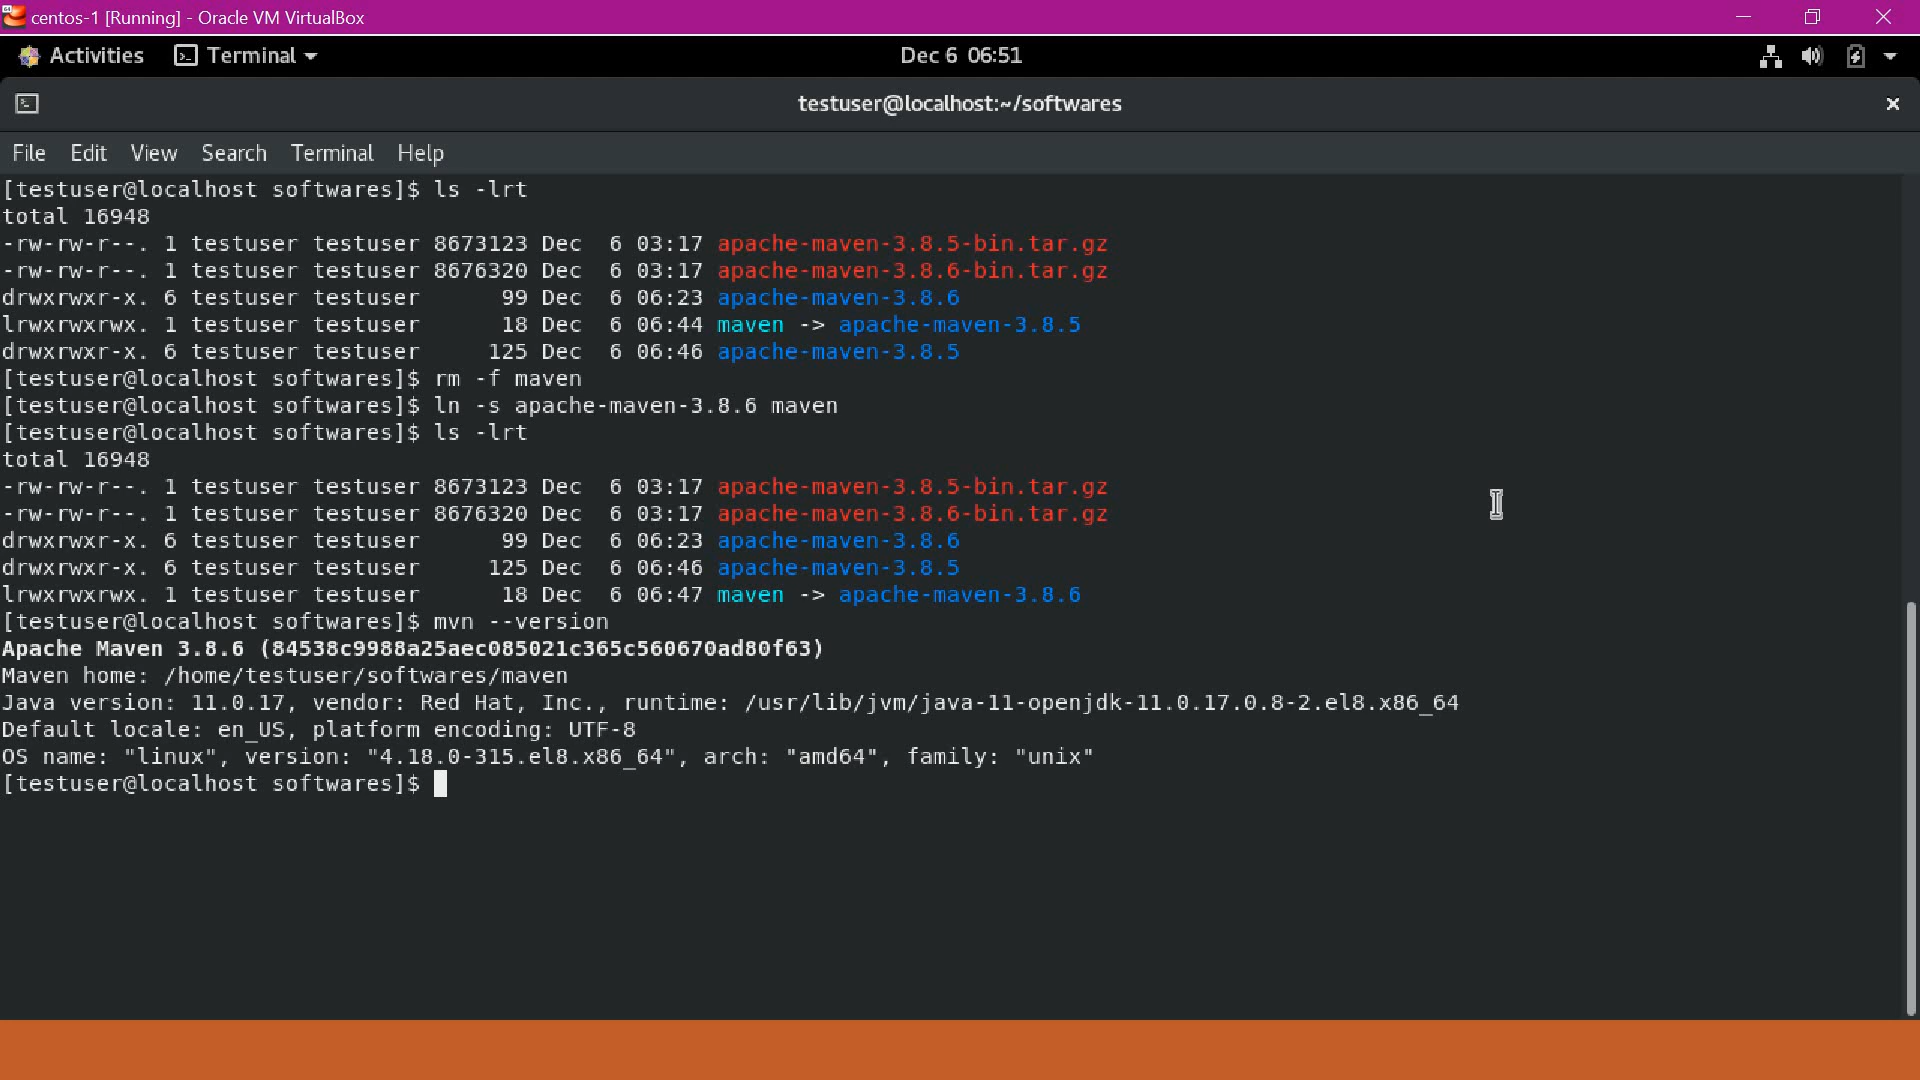 centos-1 [Running] - Oracle VM VirtualBox
Activities Terminal Dec 6 06:51
testuser@localhost:~/softwares
File Edit View Search Terminal Help
[testuser@localhost softwares]$ ls -lrt
total 16948
-rw-rw-r--. 1 testuser testuser 8673123 Dec  6 03:17 apache-maven-3.8.5-bin.tar.gz
-rw-rw-r--. 1 testuser testuser 8676320 Dec  6 03:17 apache-maven-3.8.6-bin.tar.gz
drwxrwxr-x. 6 testuser testuser      99 Dec  6 06:23 apache-maven-3.8.6
lrwxrwxrwx. 1 testuser testuser      18 Dec  6 06:44 maven -> apache-maven-3.8.5
drwxrwxr-x. 6 testuser testuser     125 Dec  6 06:46 apache-maven-3.8.5
[testuser@localhost softwares]$ rm -f maven
[testuser@localhost softwares]$ ln -s apache-maven-3.8.6 maven
[testuser@localhost softwares]$ ls -lrt
total 16948
-rw-rw-r--. 1 testuser testuser 8673123 Dec  6 03:17 apache-maven-3.8.5-bin.tar.gz
-rw-rw-r--. 1 testuser testuser 8676320 Dec  6 03:17 apache-maven-3.8.6-bin.tar.gz
drwxrwxr-x. 6 testuser testuser      99 Dec  6 06:23 apache-maven-3.8.6
drwxrwxr-x. 6 testuser testuser     125 Dec  6 06:46 apache-maven-3.8.5
lrwxrwxrwx. 1 testuser testuser      18 Dec  6 06:47 maven -> apache-maven-3.8.6
[testuser@localhost softwares]$ mvn --version
Apache Maven 3.8.6 (84538c9988a25aec085021c365c560670ad80f63)
Maven home: /home/testuser/softwares/maven
Java version: 11.0.17, vendor: Red Hat, Inc., runtime: /usr/lib/jvm/java-11-openjdk-11.0.17.0.8-2.el8.x86_64
Default locale: en_US, platform encoding: UTF-8
OS name: "linux", version: "4.18.0-315.el8.x86_64", arch: "amd64", family: "unix"
[testuser@localhost softwares]$